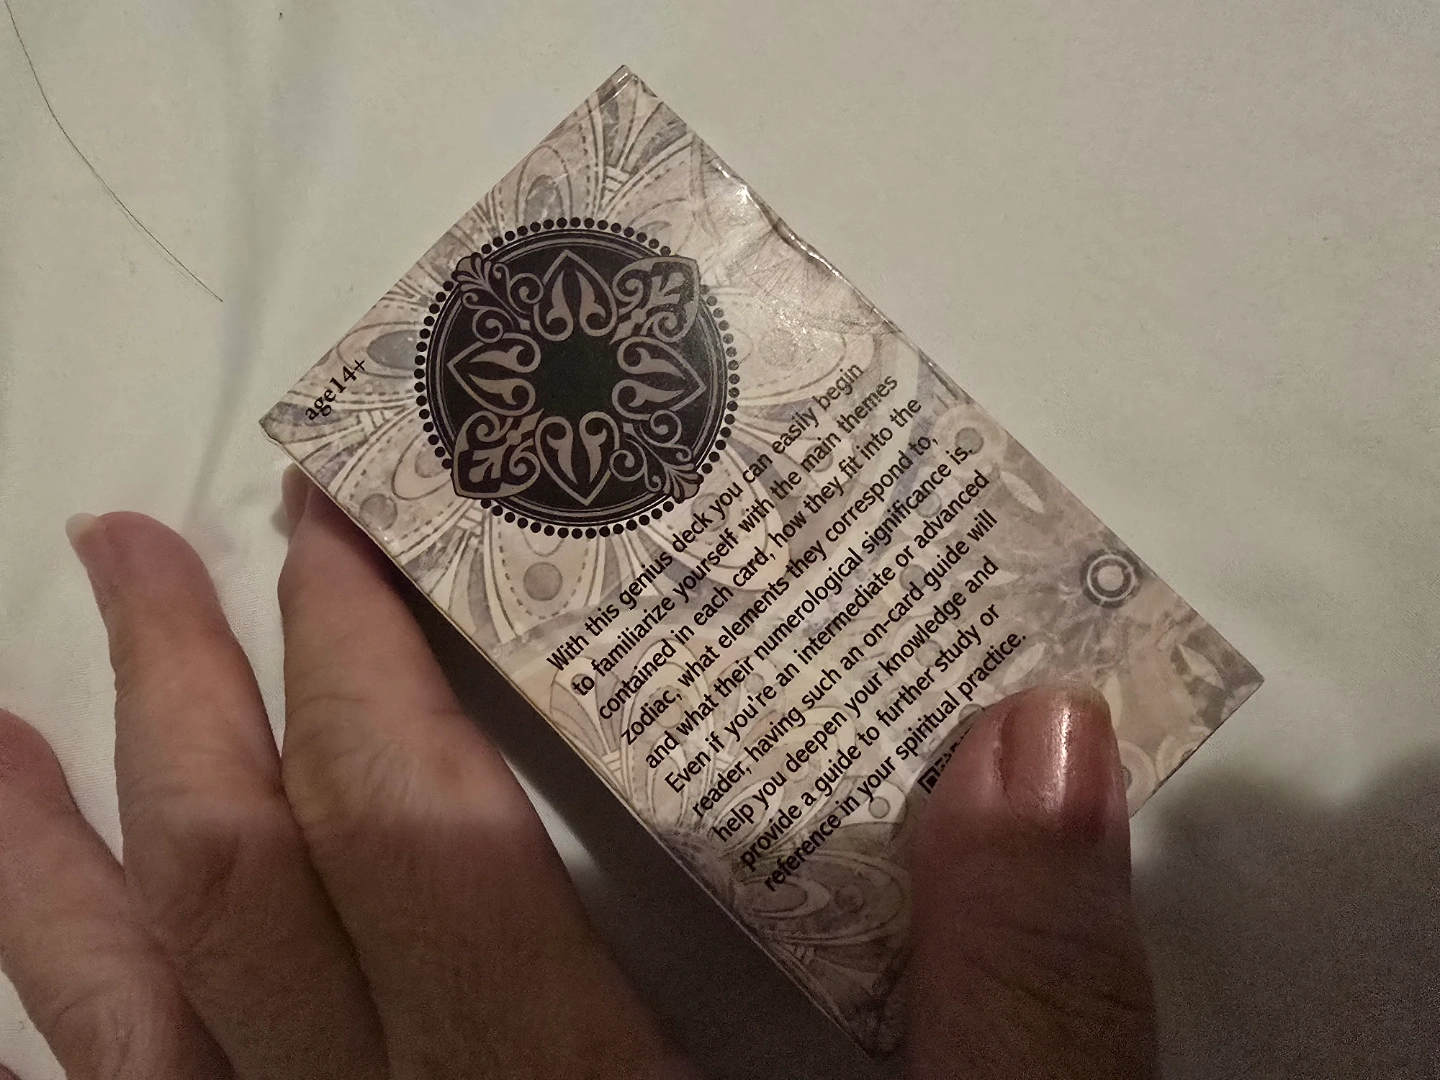 age14+
With this genius deck you can easily begin
to familiarize yourself with the main themes
contained in each card, how they fit into the
zodiac, what elements they correspond to,
and what their numerological significance is.
Even if you're an intermediate or advanced
reader, having such an on-card guide will
help you deepen your knowledge and
provide a guide to further study or
reference in your spiritual practice.